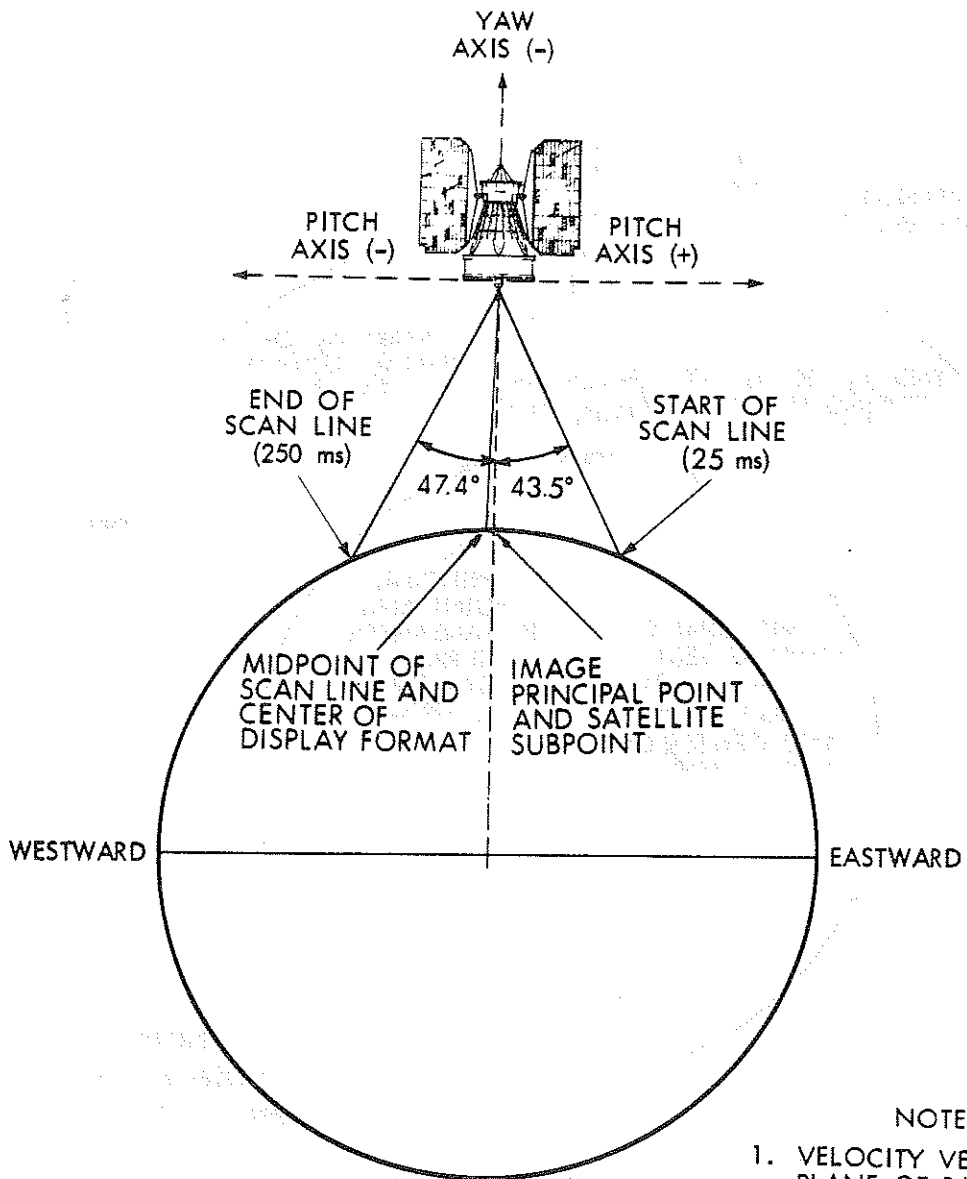 YAW
AXIS (-)
PITCH
AXIS (-)
PITCH
AXIS (+)
END OF
SCAN LINE
(250 ms)
START OF
SCAN LINE
(25 ms)
47.4°
43.5°
MIDPOINT OF
SCAN LINE AND
CENTER OF
DISPLAY FORMAT
IMAGE
PRINCIPAL POINT
AND SATELLITE
SUBPOINT
WESTWARD
EASTWARD
NOTE
1. VELOCITY VE